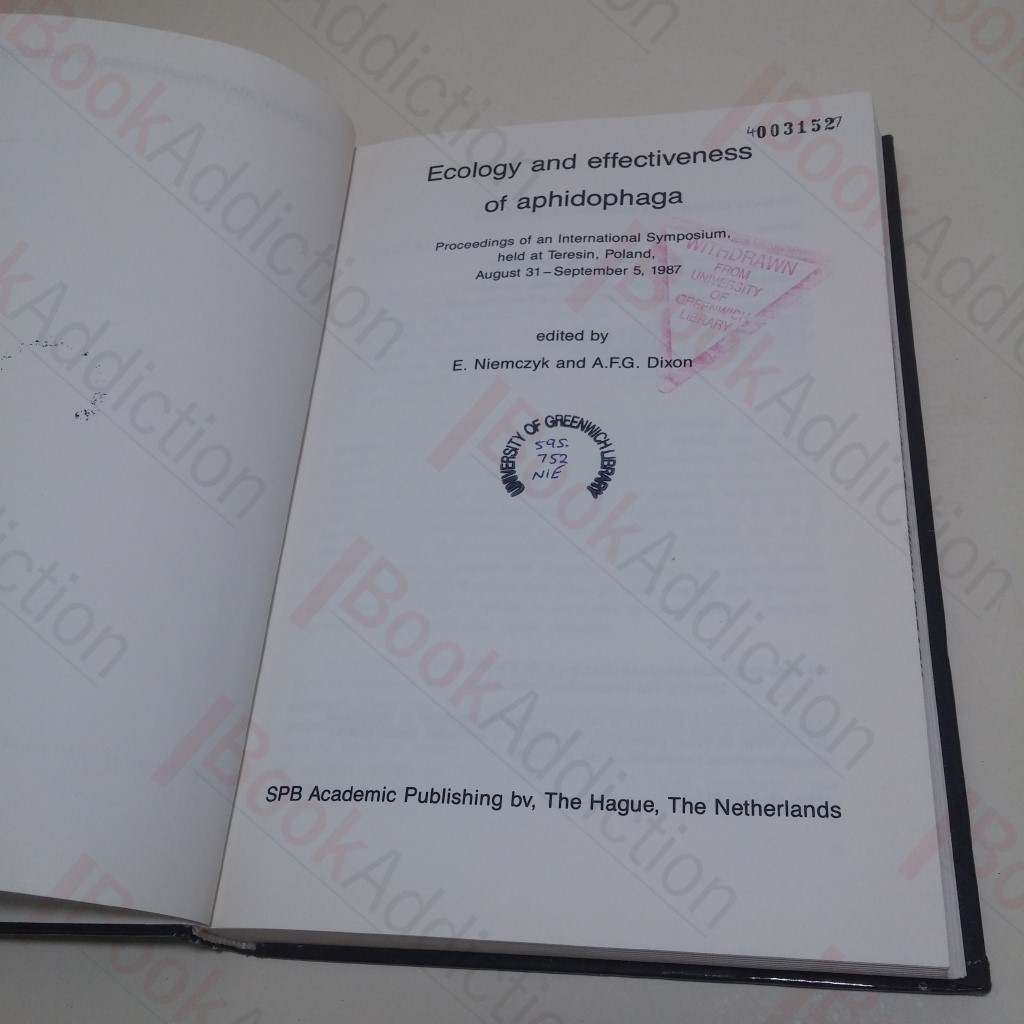 40031527
Ecology and effectiveness
of aphidophaga
Proceedings of an International Symposium,
held at Teresin, Poland,
August 31–September 5, 1987
WITHDRAWN
FROM
UNIVERSITY
OF
GREENWICH
LIBRARY
edited by
E. Niemczyk and A.F.G. Dixon
UNIVERSITY OF GREENWICH LIBRARY
595.
752
NIE
SPB Academic Publishing bv, The Hague, The Netherlands
BookAddiction